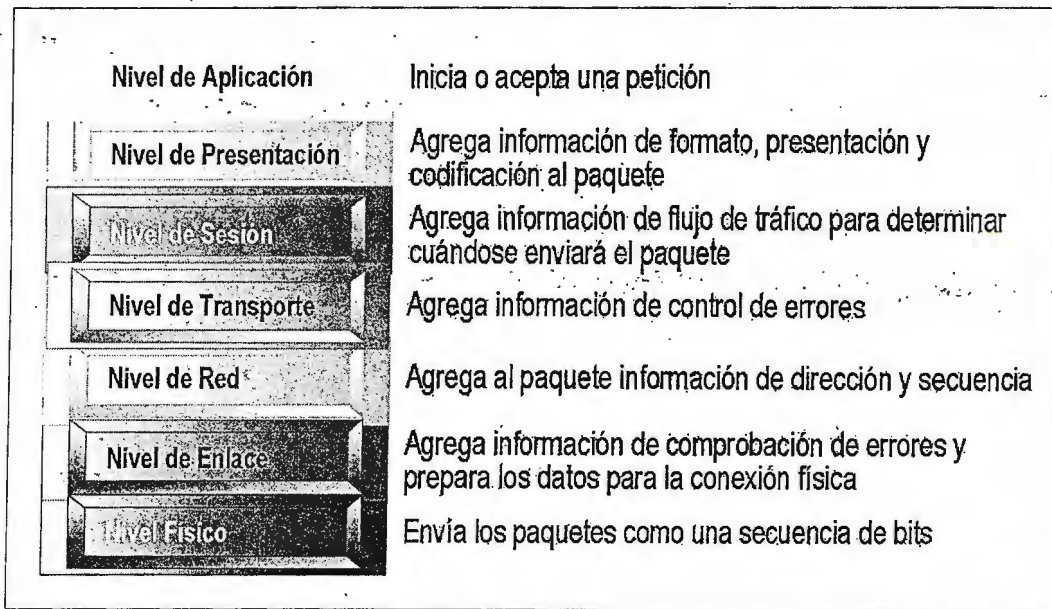 Nivel de Aplicación
Inicia o acepta una petición
Nivel de Presentación
Agrega información de formato, presentación y
codificación al paquete
Nivel de Sesión
Agrega información de flujo de tráfico para determinar
cuándose enviará el paquete
Nivel de Transporte
Agrega información de control de errores
Nivel de Red
Agrega al paquete información de dirección y secuencia
Nivel de Enlace
Agrega información de comprobación de errores y
prepara los datos para la conexión física
Nivel Físico
Envía los paquetes como una secuencia de bits